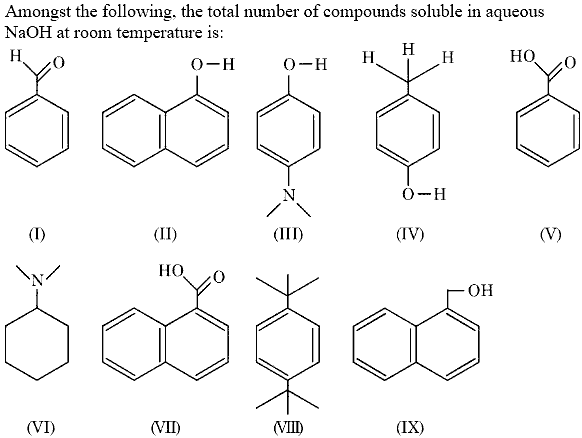 Amongst the following, the total number of compounds soluble in aqueous
NaOH at room temperature is:
H O O–H O–H H H H HO O
N O–H
(I) (II) (III) (IV) (V)
N HO O OH
(VI) (VII) (VIII) (IX)